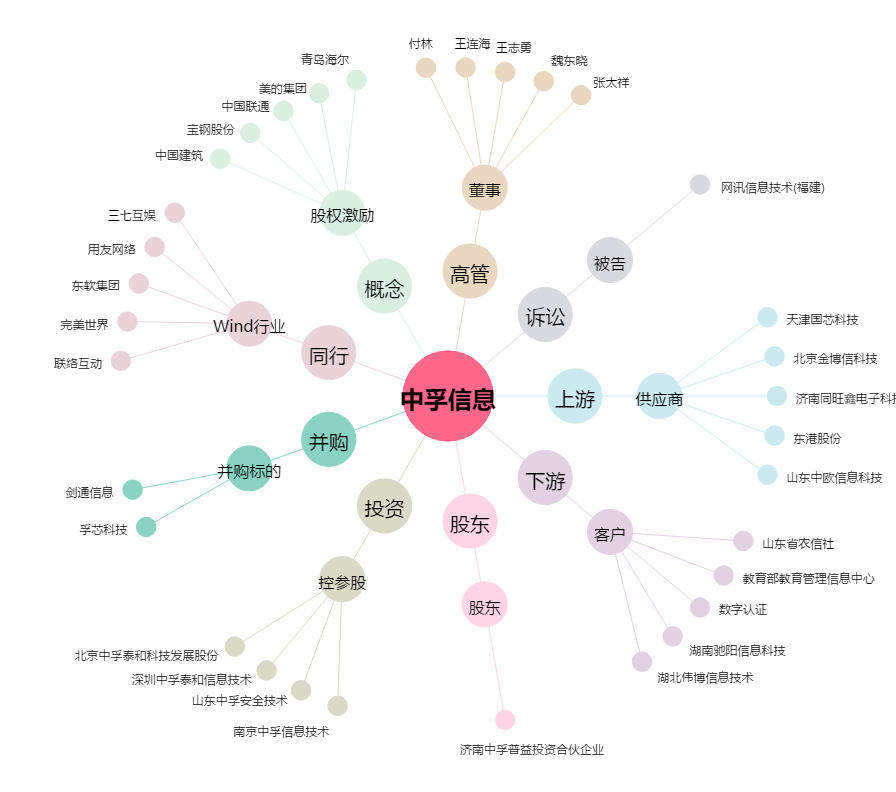 付林
王连海
王志勇
魏东晓
张太祥
董事
高管
青岛海尔
美的集团
中国联通
宝钢股份
中国建筑
股权激励
概念
网讯信息技术(福建)
被告
诉讼
三七互娱
用友网络
东软集团
完美世界
联络互动
Wind行业
同行
中孚信息
上游
供应商
天津国芯科技
北京金博信科技
济南同旺鑫电子科
东港股份
山东中欧信息科技
并购
并购标的
剑通信息
孚芯科技
下游
客户
山东省农信社
教育部教育管理信息中心
数字认证
湖南驰阳信息科技
湖北伟博信息技术
投资
控参股
北京中孚泰和科技发展股份
深圳中孚泰和信息技术
山东中孚安全技术
南京中孚信息技术
股东
股东
济南中孚普益投资合伙企业